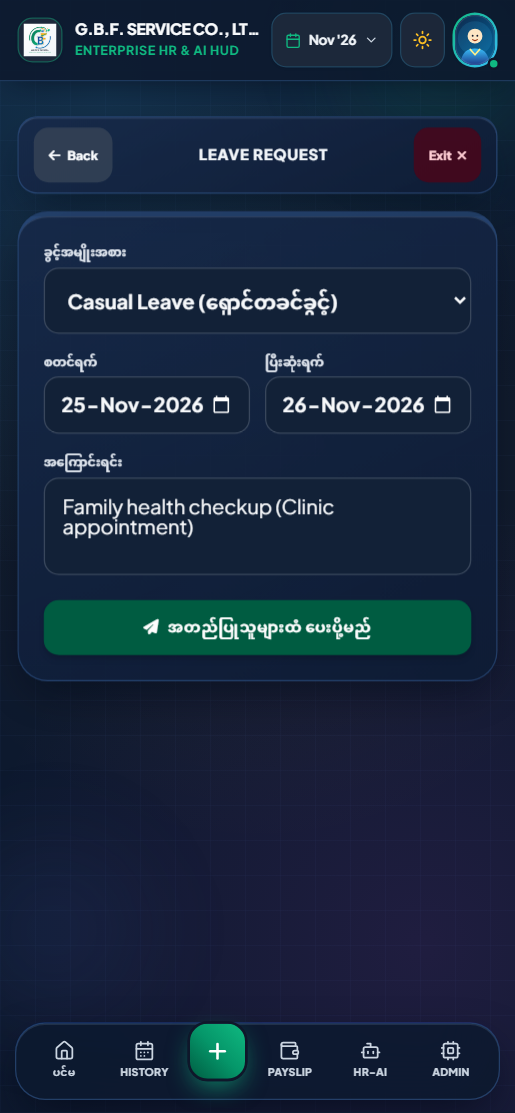 G.B.F. SERVICE CO., LT...
ENTERPRISE HR & AI HUD
Nov '26
← Back
LEAVE REQUEST
Exit ✕
ခွင့်အမျိုးအစား
Casual Leave (ရှောင်တခင်ခွင့်)
စတင်ရက်
ပြီးဆုံးရက်
25-Nov-2026
26-Nov-2026
အကြောင်းရင်း
Family health checkup (Clinic
appointment)
အတည်ပြုသူများထံ ပေးပို့မည်
ပင်မ
HISTORY
+
PAYSLIP
HR-AI
ADMIN